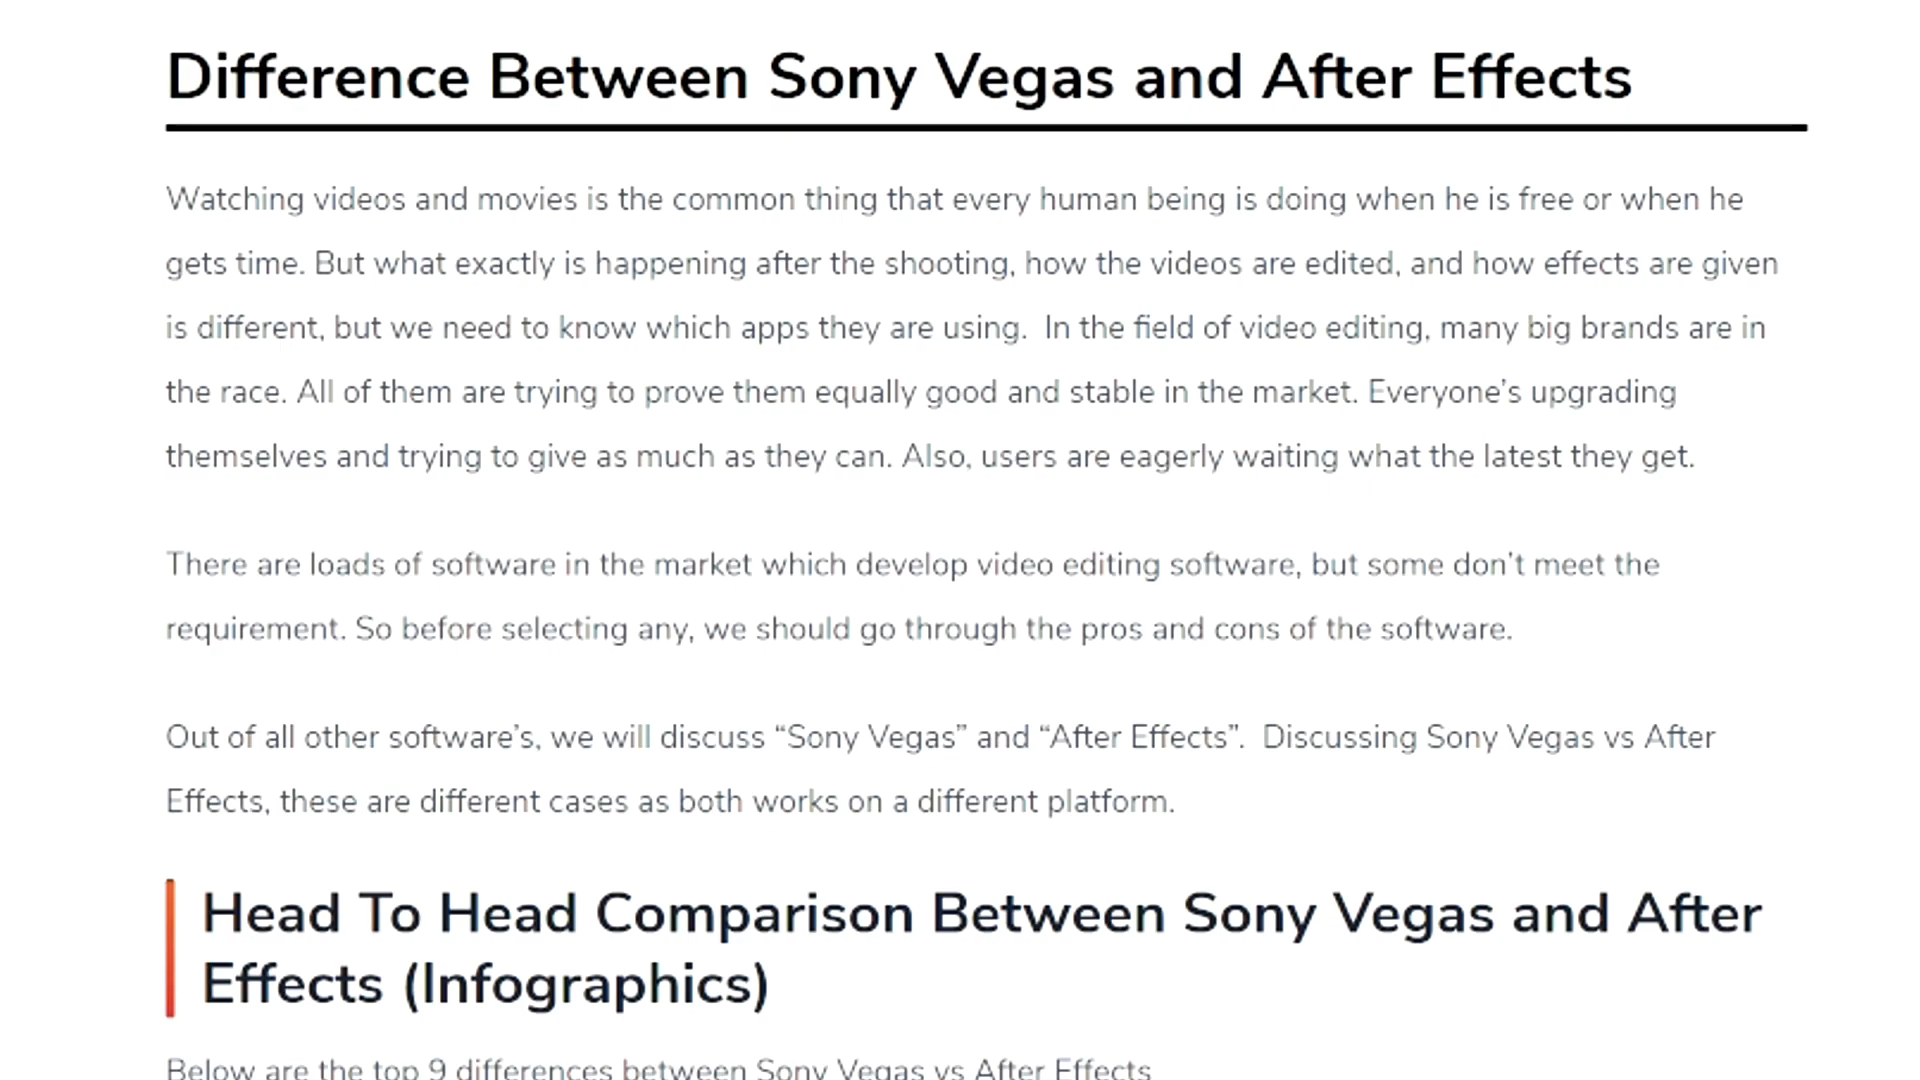 Difference Between Sony Vegas and After Effects
Watching videos and movies is the common thing that every human being is doing when he is free or when he
gets time. But what exactly is happening after the shooting, how the videos are edited, and how effects are given
is different, but we need to know which apps they are using.  In the field of video editing, many big brands are in
the race. All of them are trying to prove them equally good and stable in the market. Everyone’s upgrading
themselves and trying to give as much as they can. Also, users are eagerly waiting what the latest they get.
There are loads of software in the market which develop video editing software, but some don’t meet the
requirement. So before selecting any, we should go through the pros and cons of the software.
Out of all other software’s, we will discuss “Sony Vegas” and “After Effects”.  Discussing Sony Vegas vs After
Effects, these are different cases as both works on a different platform.
Head To Head Comparison Between Sony Vegas and After
Effects (Infographics)
Below are the top 9 differences between Sony Vegas vs After Effects